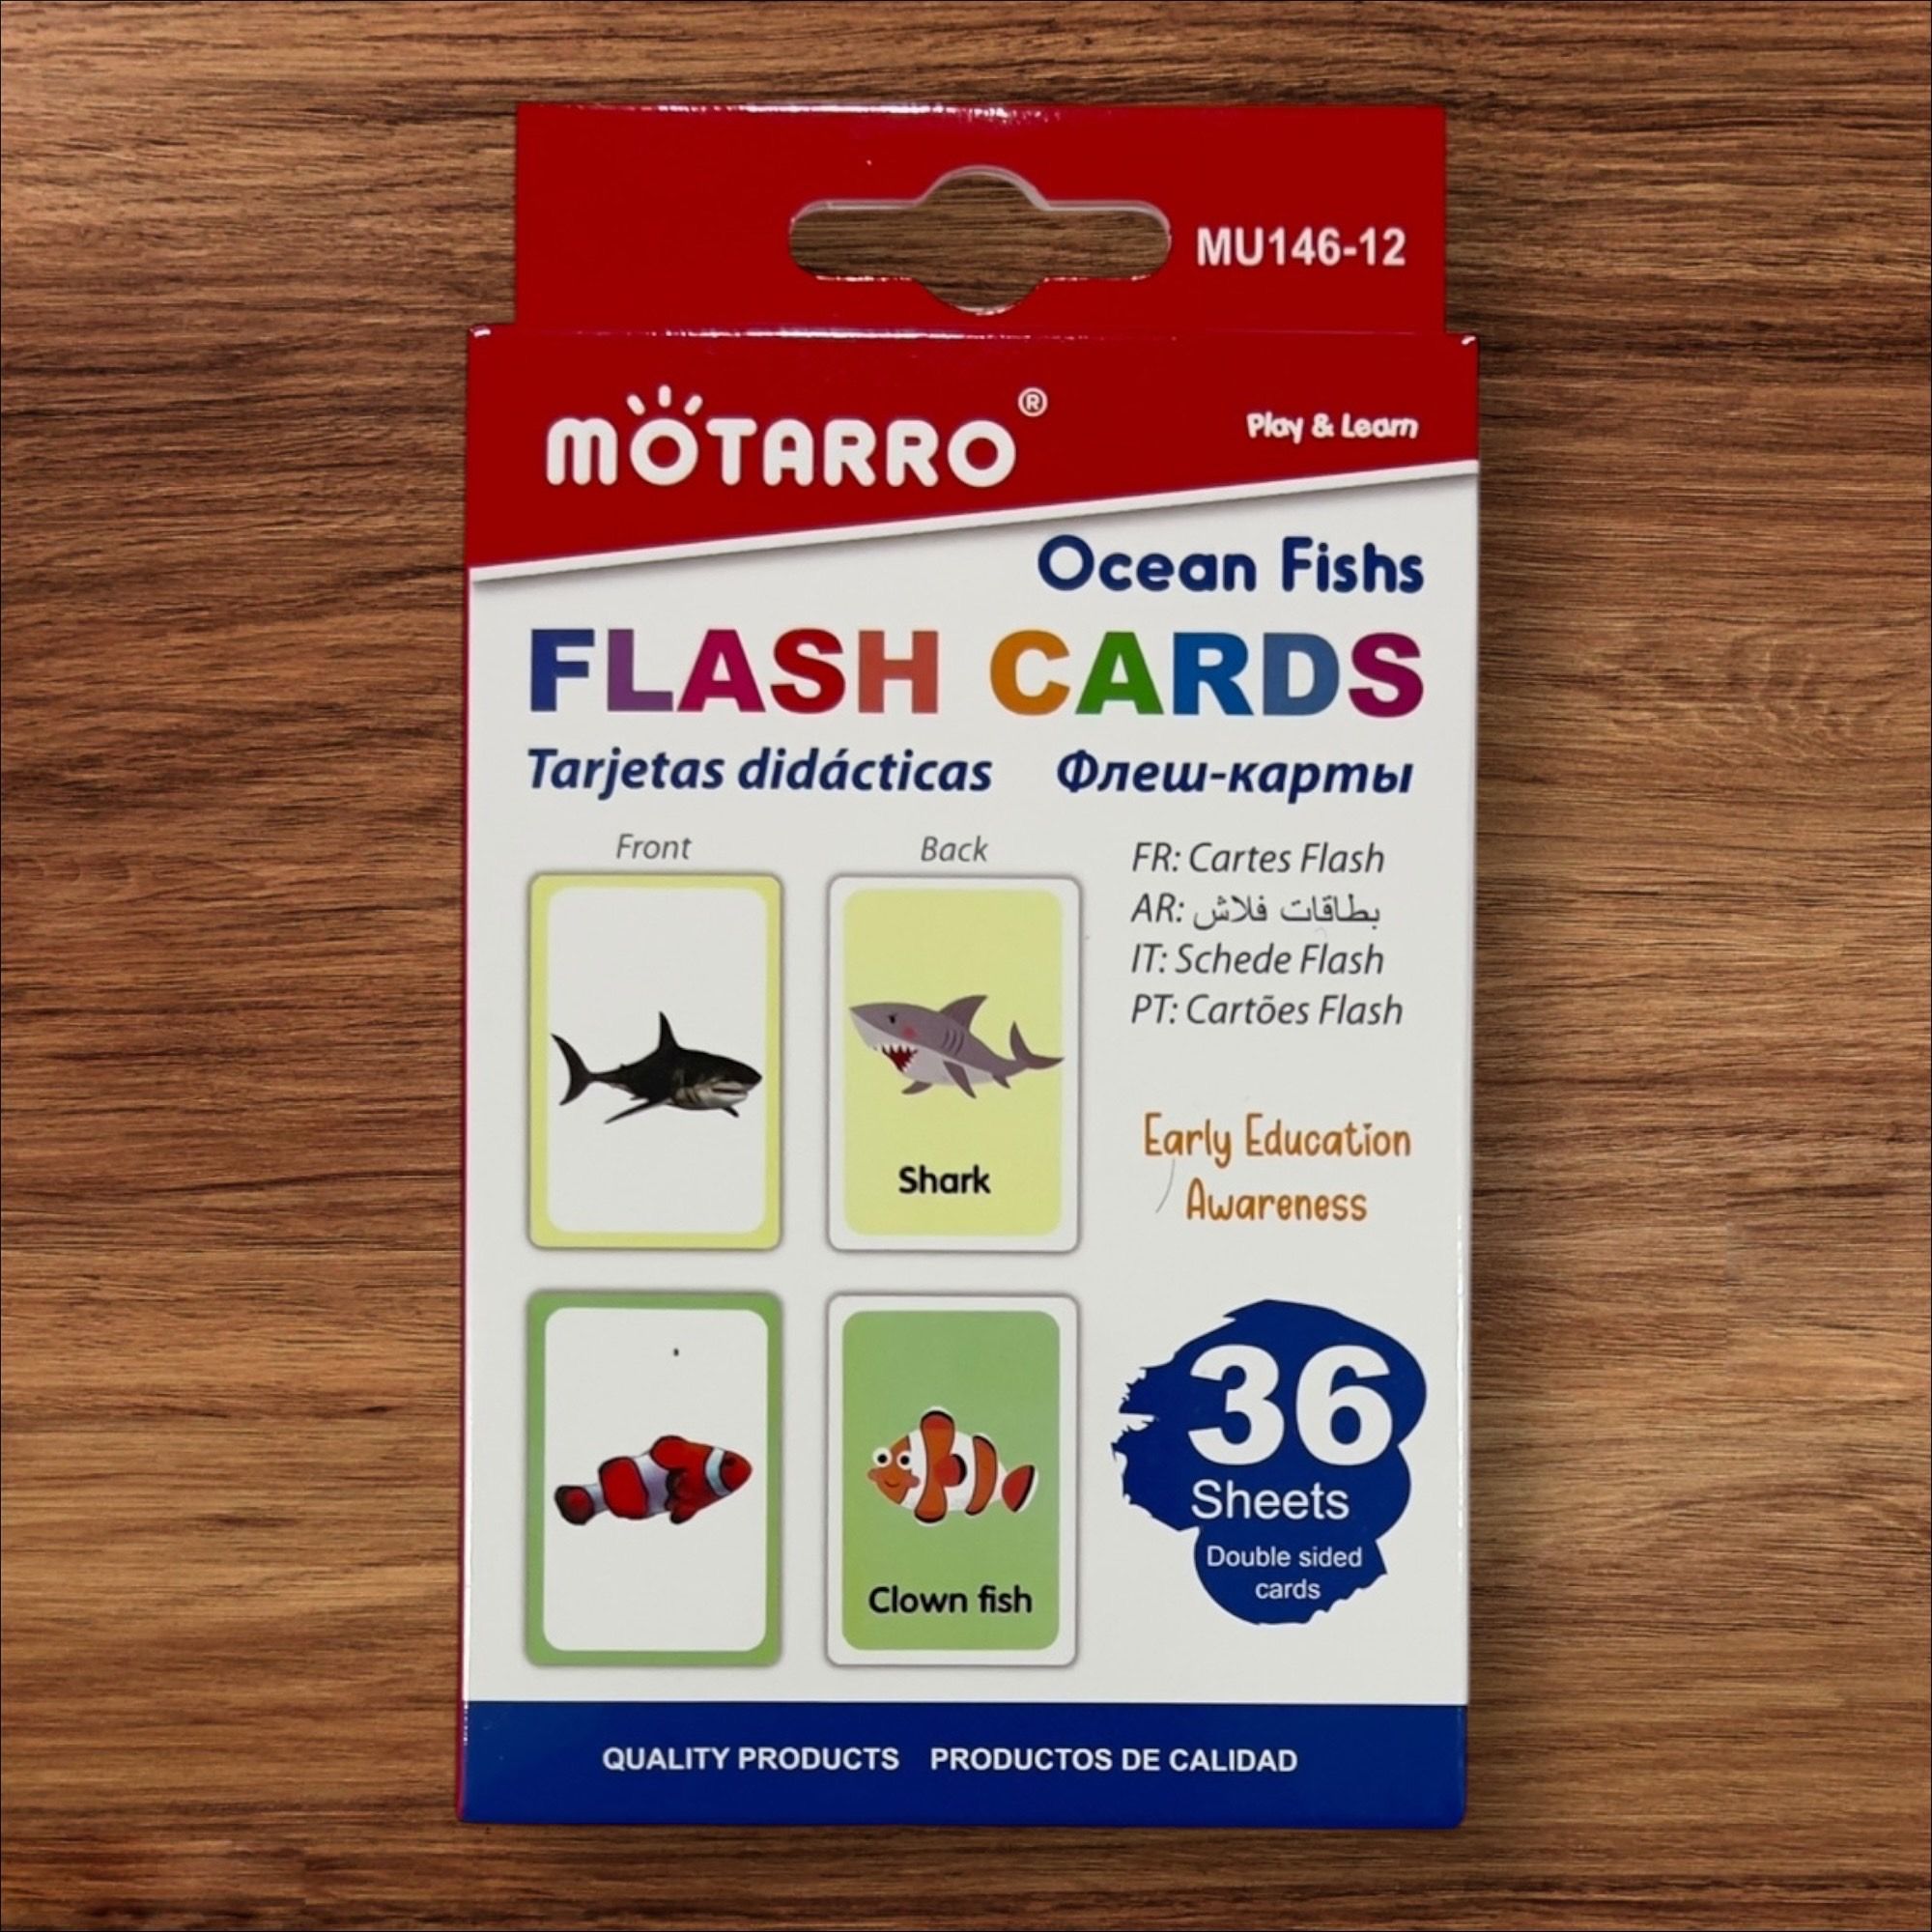 MU146-12
MOTARRO®
Play & Learn
Ocean Fishs
FLASH CARDS
Tarjetas didácticas Флеш-карты
Front Back
FR: Cartes Flash
AR: بطاقات فلاش
IT: Schede Flash
PT: Cartões Flash
Shark
Early Education
Awareness
36
Sheets
Double sided
cards
Clown fish
QUALITY PRODUCTS PRODUCTOS DE CALIDAD